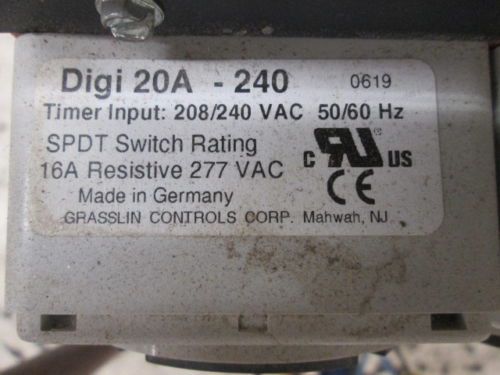 Digi 20A - 240 0619
Timer Input: 208/240 VAC 50/60 Hz
SPDT Switch Rating
16A Resistive 277 VAC
C RU US
Made in Germany CE
GRASSLIN CONTROLS CORP. Mahwah, NJ